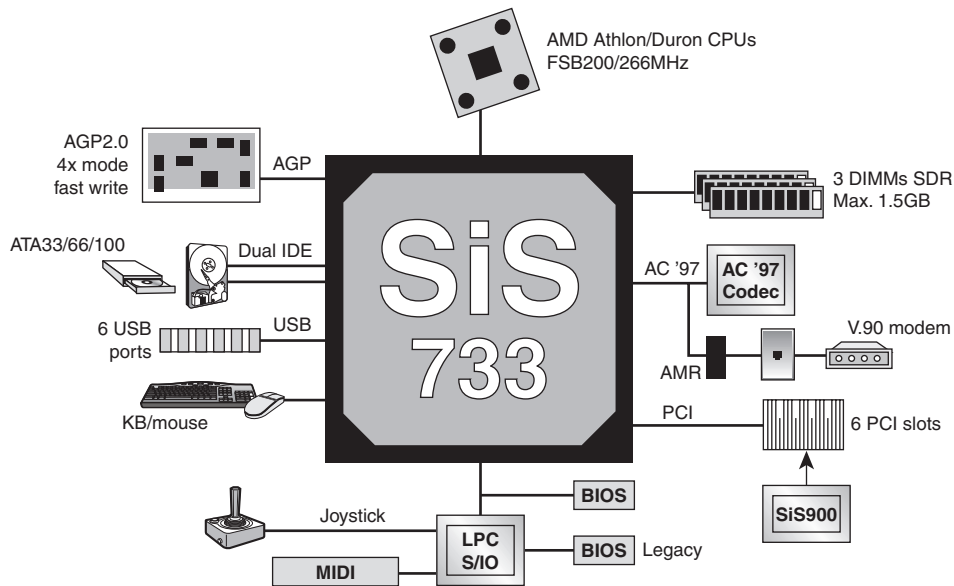 AMD Athlon/Duron CPUs
FSB200/266MHz
AGP2.0
4x mode
fast write
AGP
3 DIMMs SDR
Max. 1.5GB
ATA33/66/100
Dual IDE
SiS
733
AC '97
AC '97
Codec
6 USB
ports
USB
V.90 modem
AMR
KB/mouse
PCI
6 PCI slots
BIOS
SiS900
Joystick
LPC
S/IO
BIOS
Legacy
MIDI